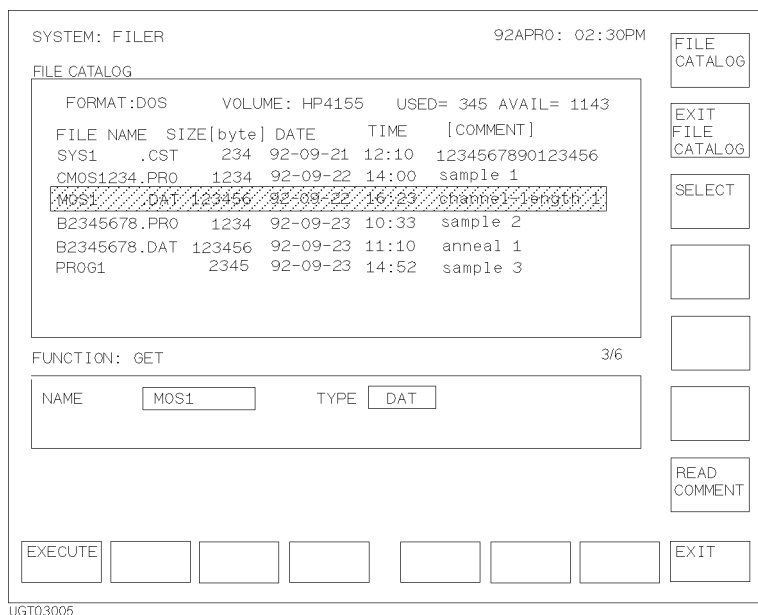 SYSTEM: FILER 92APR0: 02:30PM
FILE CATALOG
FORMAT:DOS VOLUME: HP4155 USED= 345 AVAIL= 1143
FILE NAME SIZE[byte] DATE TIME [COMMENT]
SYS1 .CST 234 92-09-21 12:10 1234567890123456
CMOS1234.PRO 1234 92-09-22 14:00 sample 1
MOS1 .DAT 123456 92-09-22 16:23 channel-length 1
B2345678.PRO 1234 92-09-23 10:33 sample 2
B2345678.DAT 123456 92-09-23 11:10 anneal 1
PROG1 2345 92-09-23 14:52 sample 3
FUNCTION: GET 3/6
NAME MOS1 TYPE DAT
FILE
CATALOG
EXIT
FILE
CATALOG
SELECT
READ
COMMENT
EXECUTE EXIT
UGT03005